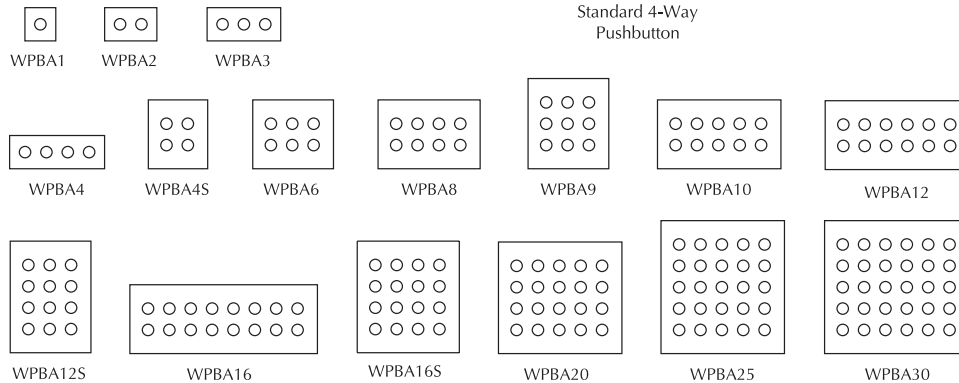 Standard 4-Way
Pushbutton
WPBA1 WPBA2 WPBA3
WPBA4 WPBA4S WPBA6 WPBA8 WPBA9 WPBA10 WPBA12
WPBA12S WPBA16 WPBA16S WPBA20 WPBA25 WPBA30